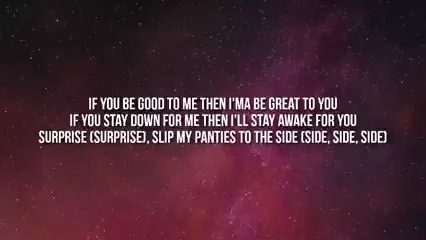 IF YOU BE GOOD TO ME THEN I'MA BE GREAT TO YOU
IF YOU STAY DOWN FOR ME THEN I'LL STAY AWAKE FOR YOU
SURPRISE (SURPRISE), SLIP MY PANTIES TO THE SIDE (SIDE, SIDE, SIDE)